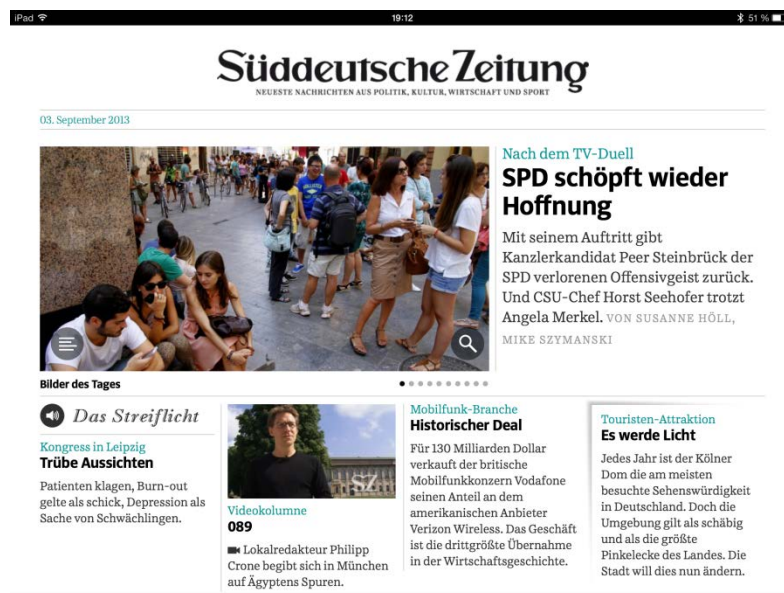 iPad
19:12
51 %
Süddeutsche Zeitung
NEUESTE NACHRICHTEN AUS POLITIK, KULTUR, WIRTSCHAFT UND SPORT
03. September 2013
Nach dem TV-Duell
SPD schöpft wieder
Hoffnung
Mit seinem Auftritt gibt
Kanzlerkandidat Peer Steinbrück der
SPD verlorenen Offensivgeist zurück.
Und CSU-Chef Horst Seehofer trotzt
Angela Merkel. VON SUSANNE HÖLL,
MIKE SZYMANSKI
Bilder des Tages
Das Streiflicht
Kongress in Leipzig
Trübe Aussichten
Patienten klagen, Burn-out
gelte als schick, Depression als
Sache von Schwächlingen.
SZ
Videokolumne
089
Lokalredakteur Philipp
Crone begibt sich in München
auf Ägyptens Spuren.
Mobilfunk-Branche
Historischer Deal
Für 130 Milliarden Dollar
verkauft der britische
Mobilfunkkonzern Vodafone
seinen Anteil an dem
amerikanischen Anbieter
Verizon Wireless. Das Geschäft
ist die drittgrößte Übernahme
in der Wirtschaftsgeschichte.
Touristen-Attraktion
Es werde Licht
Jedes Jahr ist der Kölner
Dom die am meisten
besuchte Sehenswürdigkeit
in Deutschland. Doch die
Umgebung gilt als schäbig
und als die größte
Pinkelecke des Landes. Die
Stadt will dies nun ändern.